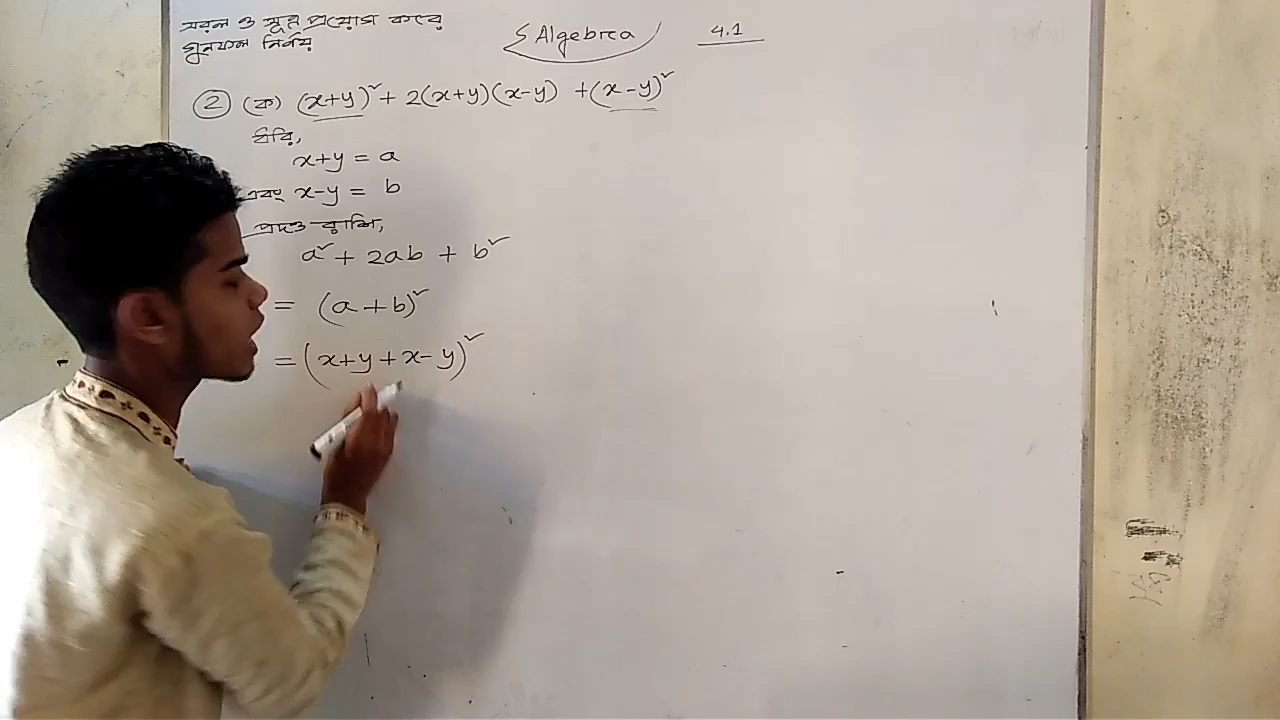 সরল ও সূত্র প্রয়োগ করে
গুনফল নির্ণয়
Algebra 4.1
② (ক) (x+y)² + 2(x+y)(x-y) + (x-y)²
ধরি,
x+y = a
এবং x-y = b
প্রদত্ত রাশি,
a² + 2ab + b²
= (a+b)²
= (x+y+x-y)²